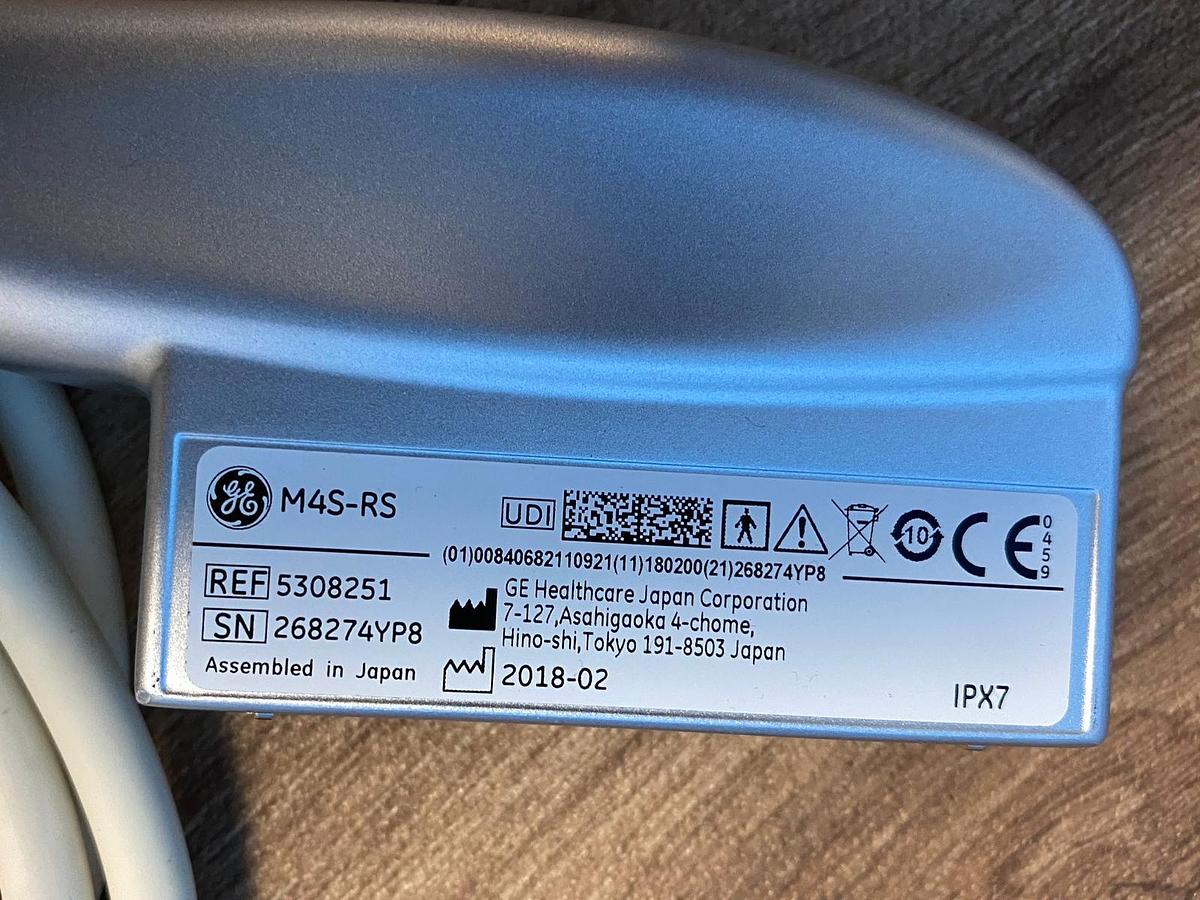 GE M4S-RS
UDI
10
CE 0459
(01)00840682110921(11)180200(21)268274YP8
REF 5308251
SN 268274YP8
Assembled in Japan
GE Healthcare Japan Corporation
7-127,Asahigaoka 4-chome,
Hino-shi,Tokyo 191-8503 Japan
2018-02
IPX7